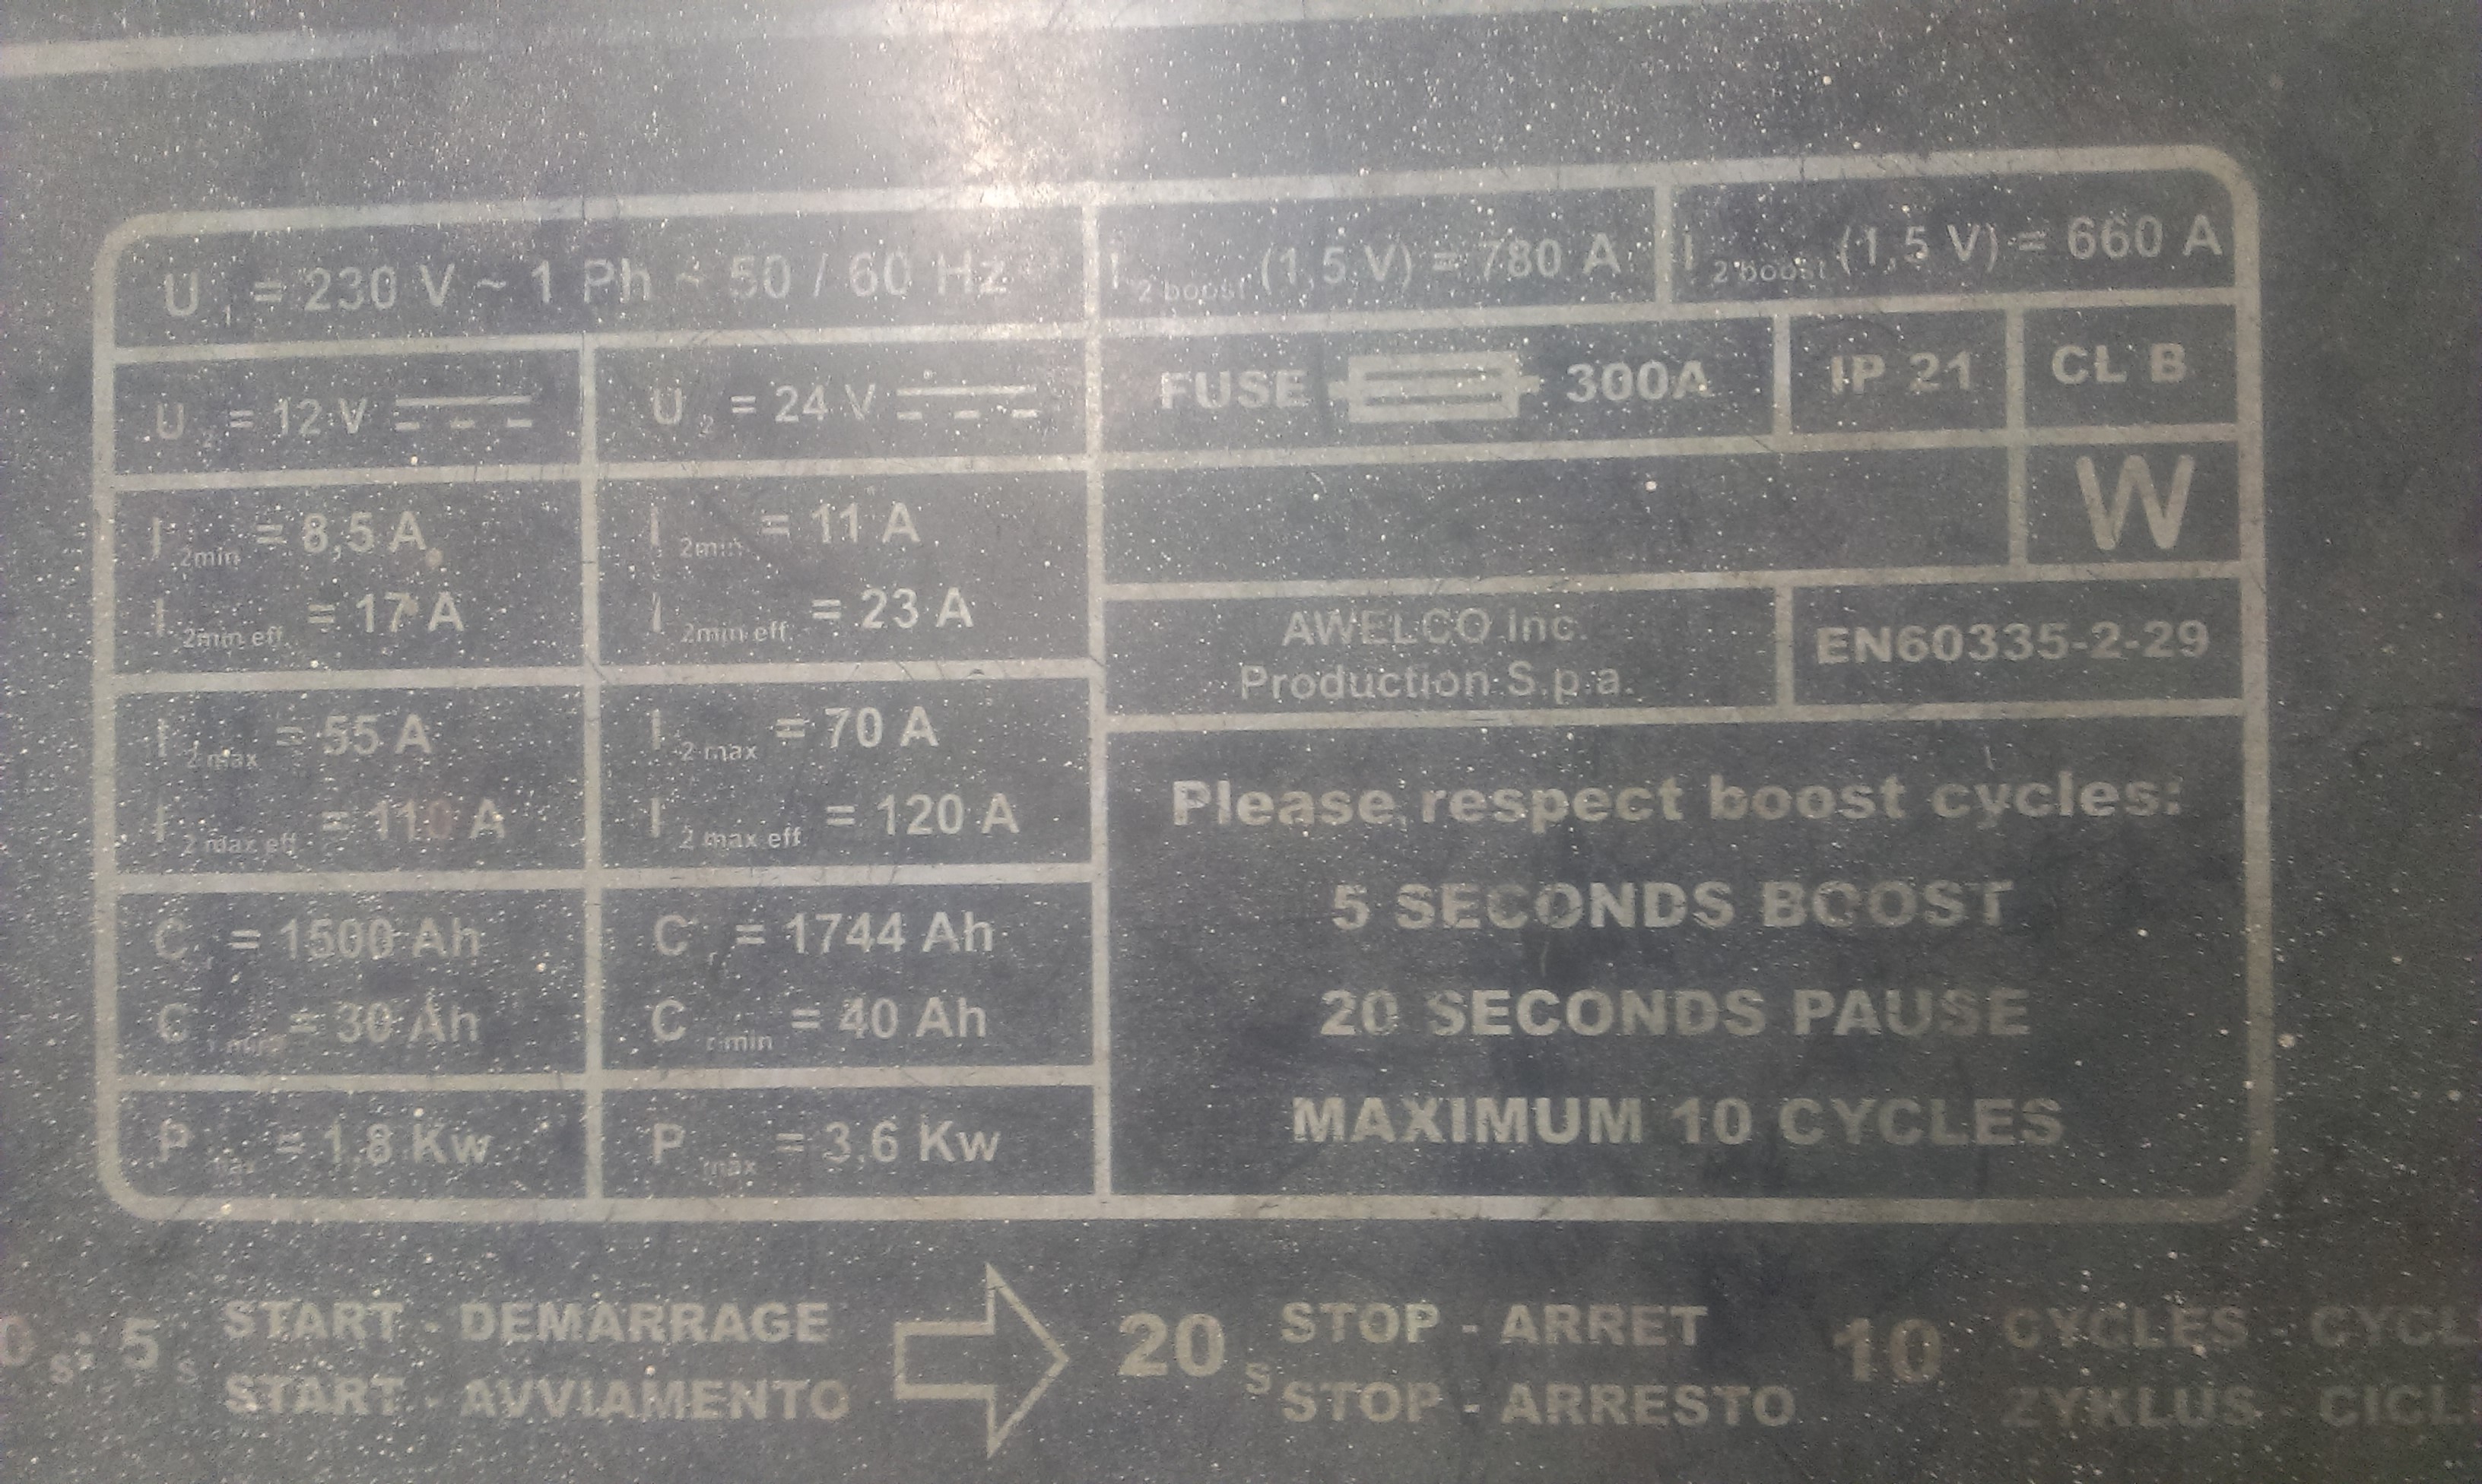 U 1 = 230 V ~ 1 Ph ~ 50 / 60 Hz
I 2 boost (1,5 V) = 780 A
I 2 boost (1,5 V) = 660 A
U 2 = 12 V
U 2 = 24 V
FUSE 300A
IP 21
CL B
I 2min = 8,5 A
I 2min eff. = 17 A
I 2min = 11 A
I 2min eff. = 23 A
W
AWELCO Inc.
Production S.p.a.
EN60335-2-29
I 2 max = 55 A
I 2 max eff. = 110 A
I 2 max = 70 A
I 2 max eff = 120 A
C r = 1500 Ah
C r min = 30 Ah
C r = 1744 Ah
C r min = 40 Ah
P max = 1,8 Kw
P max = 3,6 Kw
Please respect boost cycles:
5 SECONDS BOOST
20 SECONDS PAUSE
MAXIMUM 10 CYCLES
0 s: 5 s
START - DEMARRAGE
START - AVVIAMENTO
20 s
STOP - ARRET
STOP - ARRESTO
10
CYCLES - CYCL
ZYKLUS - CICL